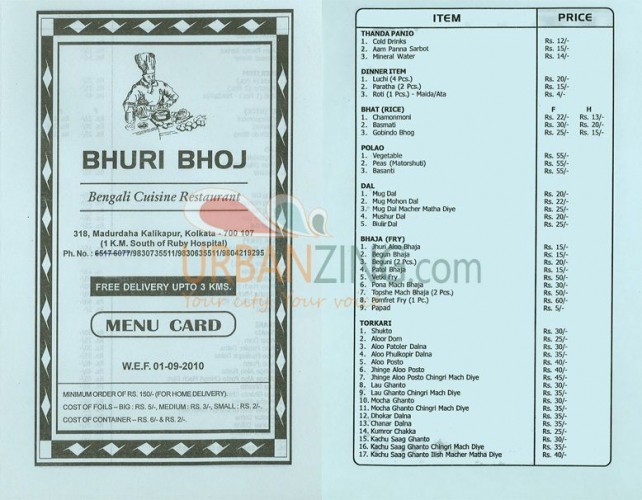 BHURI BHOJ
Bengali Cuisine Restaurant
318, Madurdaha Kalikapur, Kolkata - 700 107
(1 K.M. South of Ruby Hospital)
Ph. No. : 6517 6077/9830735511/9830635511/9804219295
FREE DELIVERY UPTO 3 KMS.
MENU CARD
W.E.F. 01-09-2010
MINIMUM ORDER OF RS. 150/- (FOR HOME DELIVERY).
COST OF FOILS – BIG : RS. 5/-, MEDIUM : RS. 3/-, SMALL : RS. 2/-.
COST OF CONTAINER – RS. 6/- & RS. 2/-.
URBANZING.com
Your city. Your voice
ITEM PRICE
THANDA PANIO
1. Cold Drinks Rs. 12/-
2. Aam Panna Sarbot Rs. 15/-
3. Mineral Water Rs. 14/-
DINNER ITEM
1. Luchi (4 Pcs.) Rs. 20/-
2. Paratha (2 Pcs.) Rs. 15/-
3. Roti (1 Pcs.) - Maida/Ata Rs. 4/-
BHAT (RICE) F H
1. Chamonmoni Rs. 22/- Rs. 13/-
2. Basmati Rs. 30/- Rs. 20/-
3. Gobindo Bhog Rs. 25/- Rs. 15/-
POLAO
1. Vegetable Rs. 55/-
2. Peas (Matorshuti) Rs. 55/-
3. Basanti Rs. 55/-
DAL
1. Mug Dal Rs. 20/-
2. Mug Mohon Dal Rs. 22/-
3. Mug Dal Macher Matha Diye Rs. 25/-
4. Mushur Dal Rs. 20/-
5. Biulir Dal Rs. 25/-
BHAJA (FRY)
1. Jhuri Aloo Bhaja Rs. 15/-
2. Begun Bhaja Rs. 15/-
3. Beguni (2 Pcs.) Rs. 20/-
4. Patol Bhaja Rs. 15/-
5. Vetki Fry Rs. 50/-
6. Pona Mach Bhaja Rs. 30/-
7. Topshe Mach Bhaja (2 Pcs.) Rs. 50/-
8. Pomfret Fry (1 Pc.) Rs. 60/-
9. Papad Rs. 5/-
TORKARI
1. Shukto Rs. 30/-
2. Aloor Dom Rs. 25/-
3. Aloo Patoler Dalna Rs. 30/-
4. Aloo Phulkopir Dalna Rs. 35/-
5. Aloo Posto Rs. 40/-
6. Jhinge Aloo Posto Rs. 40/-
7. Jhinge Aloo Posto Chingri Mach Diye Rs. 45/-
8. Lau Ghanto Rs. 30/-
9. Lau Ghanto Chingri Mach Diye Rs. 35/-
10. Mocha Ghanto Rs. 30/-
11. Mocha Ghanto Chingri Mach Diye Rs. 35/-
12. Dhokar Dalna Rs. 35/-
13. Chanar Dalna Rs. 35/-
14. Kumror Chakka Rs. 25/-
15. Kachu Saag Ghanto Rs. 30/-
16. Kachu Saag Ghanto Chingri Mach Diye Rs. 35/-
17. Kachu Saag Ghanto Ilish Macher Matha Diye Rs. 40/-